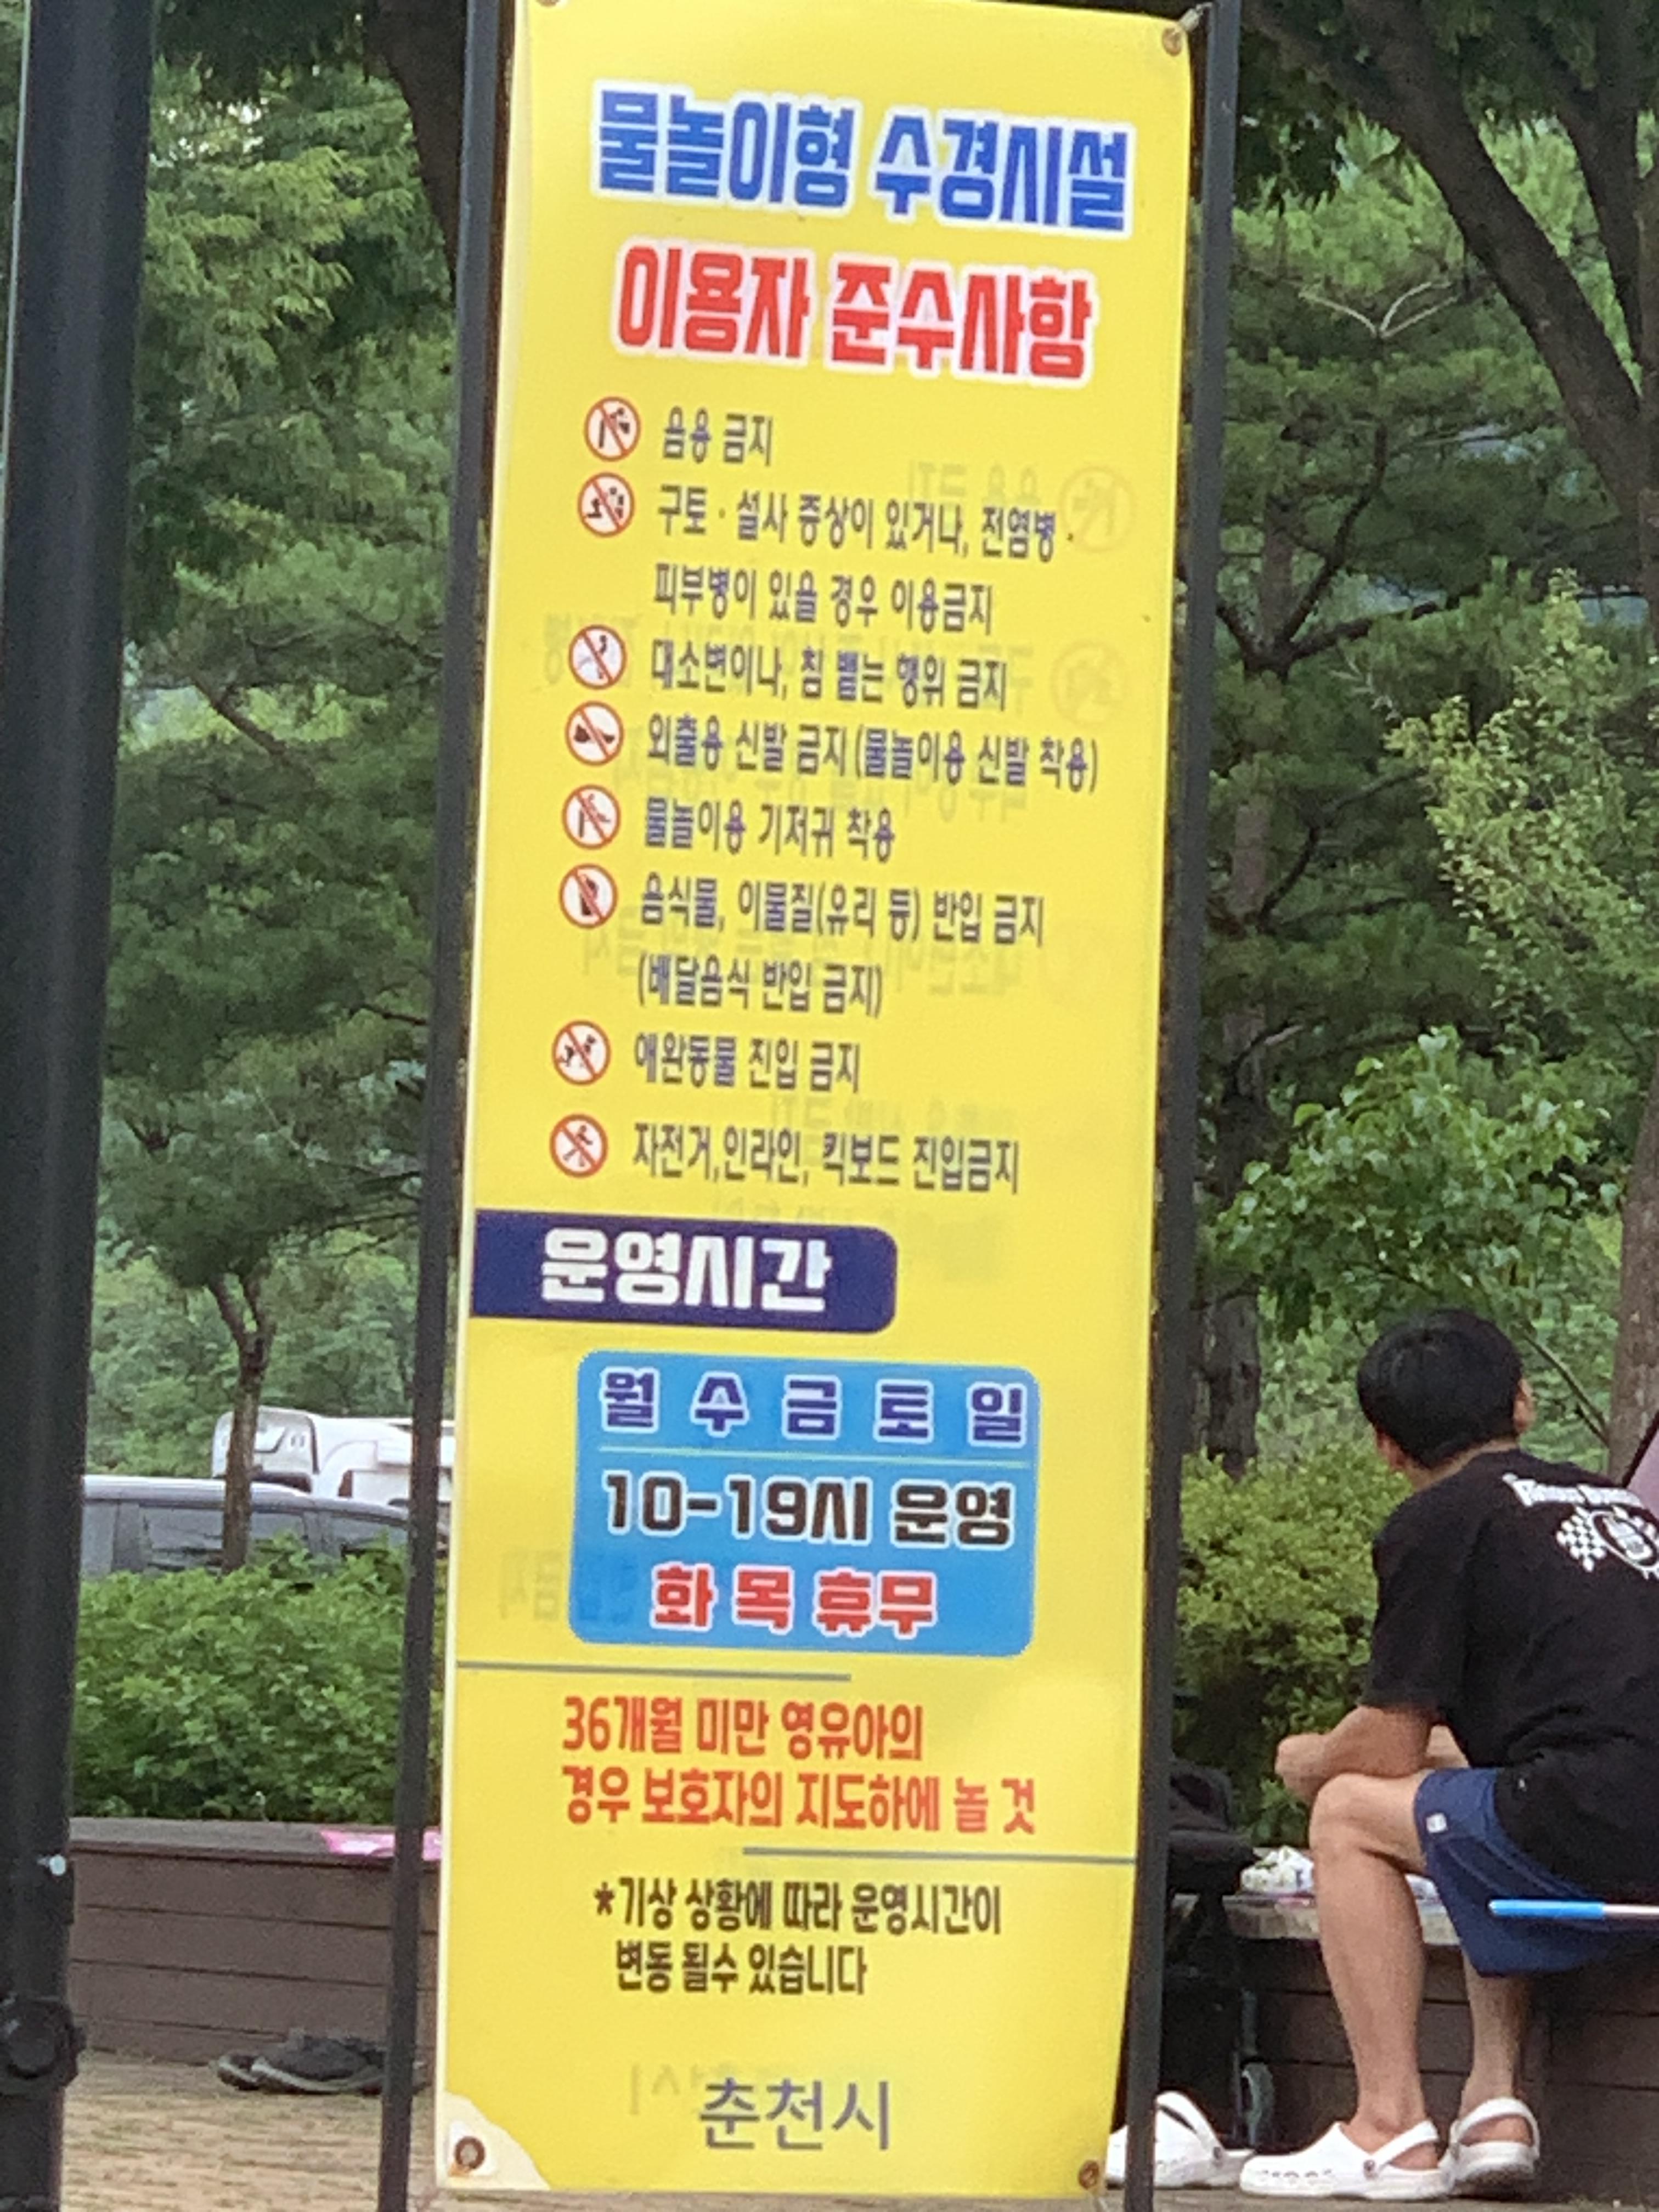 물놀이형 수경시설
이용자 준수사항
음용 금지
구토·설사 증상이 있거나, 전염병·
피부병이 있을 경우 이용금지
대소변이나, 침 뱉는 행위 금지
외출용 신발 금지(물놀이용 신발 착용)
물놀이용 기저귀 착용
음식물, 이물질(유리 등) 반입 금지
(배달음식 반입 금지)
애완동물 진입 금지
자전거,인라인, 킥보드 진입금지
운영시간
월 수 금 토 일
10-19시 운영
화 목 휴무
36개월 미만 영유아의
경우 보호자의 지도하에 놀 것
*기상 상황에 따라 운영시간이
변동 될수 있습니다
춘천시